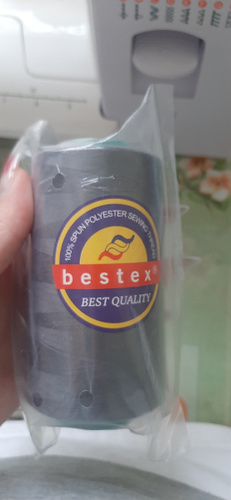 100% SPUN POLYESTER SEWING THREAD
bestex®
BEST QUALITY